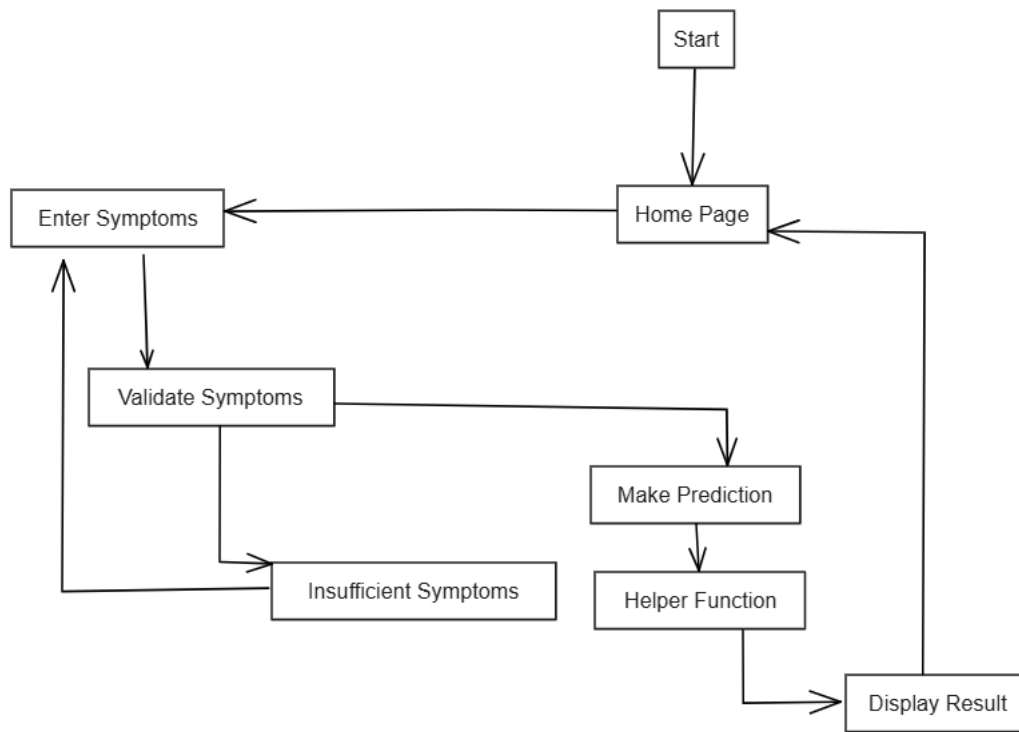 Start
Enter Symptoms
Home Page
Validate Symptoms
Make Prediction
Insufficient Symptoms
Helper Function
Display Result